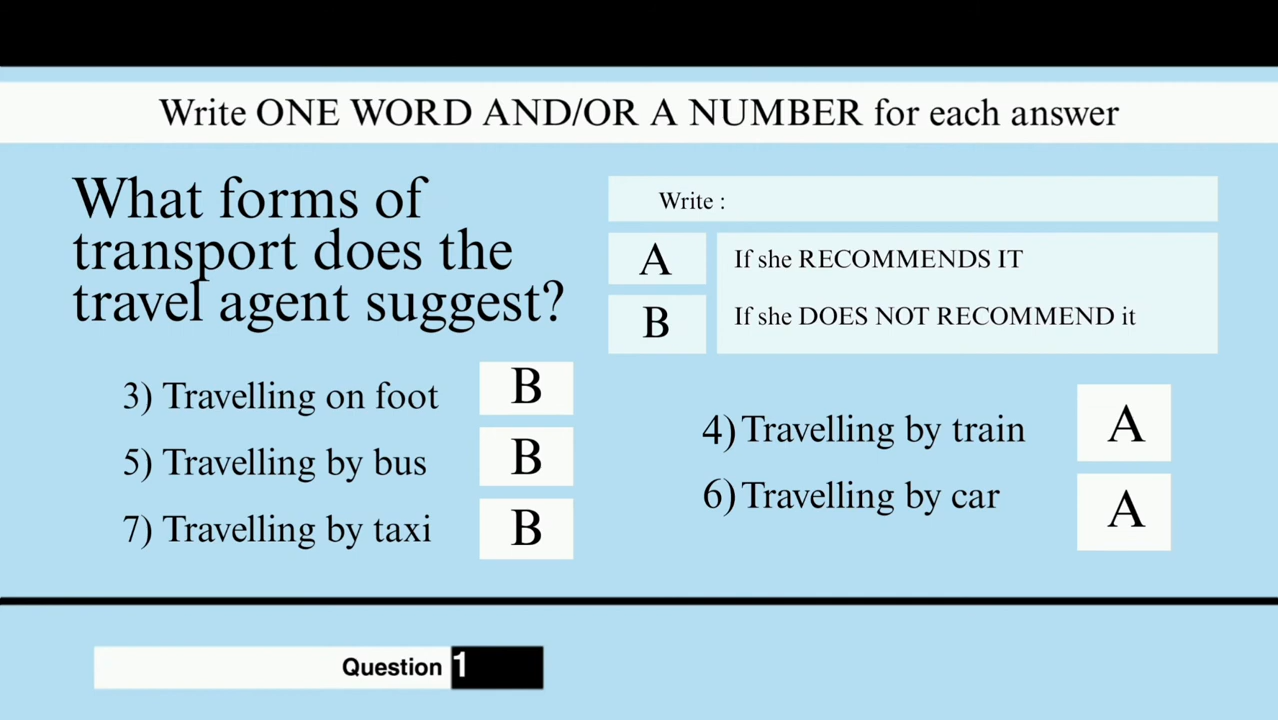 Write ONE WORD AND/OR A NUMBER for each answer
What forms of
transport does the
travel agent suggest?
Write :
A If she RECOMMENDS IT
B If she DOES NOT RECOMMEND it
3) Travelling on foot B
5) Travelling by bus B
7) Travelling by taxi B
4) Travelling by train A
6) Travelling by car A
Question 1